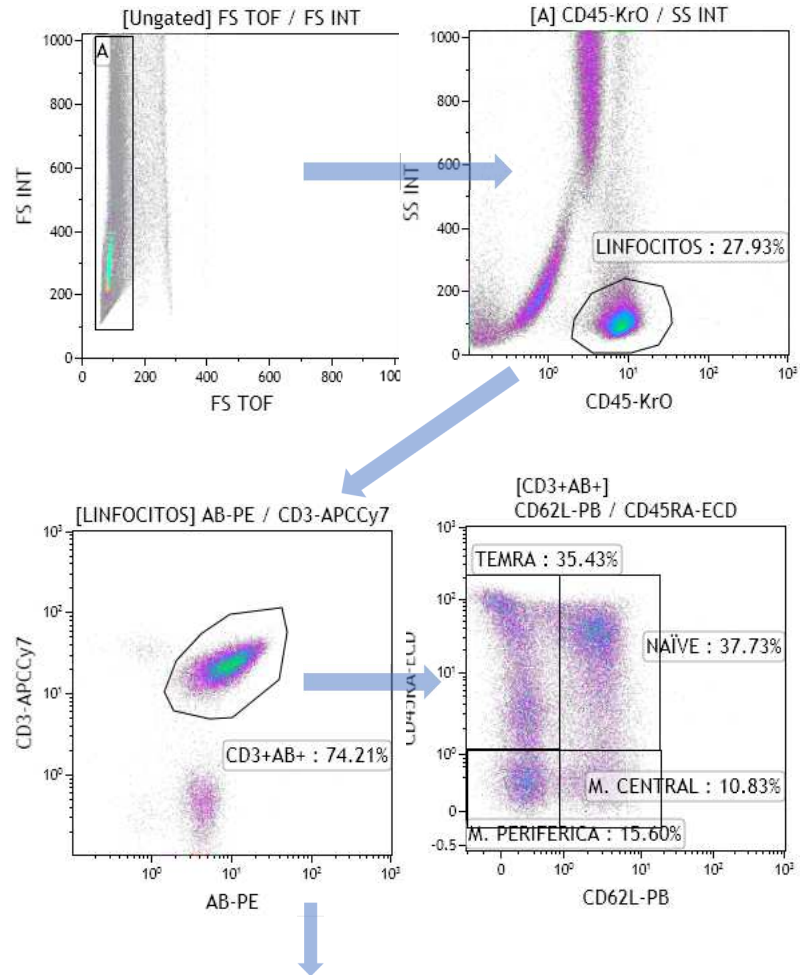 [Ungated] FS TOF / FS INT
A
1000
800
600
400
200
0
FS INT
0 200 400 600 800 1000
FS TOF
[A] CD45-KrO / SS INT
1000
800
600
400
200
0
SS INT
LINFOCITOS : 27.93%
10⁰ 10¹ 10² 10³
CD45-KrO
[LINFOCITOS] AB-PE / CD3-APCCy7
10³
10²
10¹
10⁰
CD3-APCCy7
CD3+AB+ : 74.21%
10⁰ 10¹ 10² 10³
AB-PE
[CD3+AB+]
CD62L-PB / CD45RA-ECD
10³
10²
10¹
10⁰
0
-0.5
CD45RA-ECD
TEMRA : 35.43%
NAÏVE : 37.73%
M. CENTRAL : 10.83%
M. PERIFERICA : 15.60%
0 10⁰ 10¹ 10² 10³
CD62L-PB